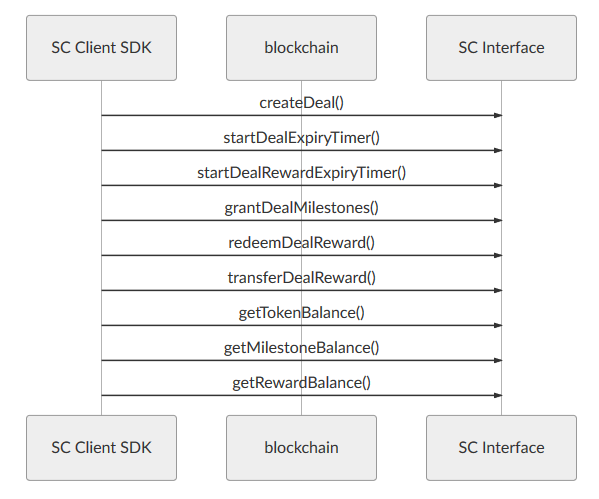 SC Client SDK
blockchain
SC Interface
createDeal()
startDealExpiryTimer()
startDealRewardExpiryTimer()
grantDealMilestones()
redeemDealReward()
transferDealReward()
getTokenBalance()
getMilestoneBalance()
getRewardBalance()
SC Client SDK
blockchain
SC Interface